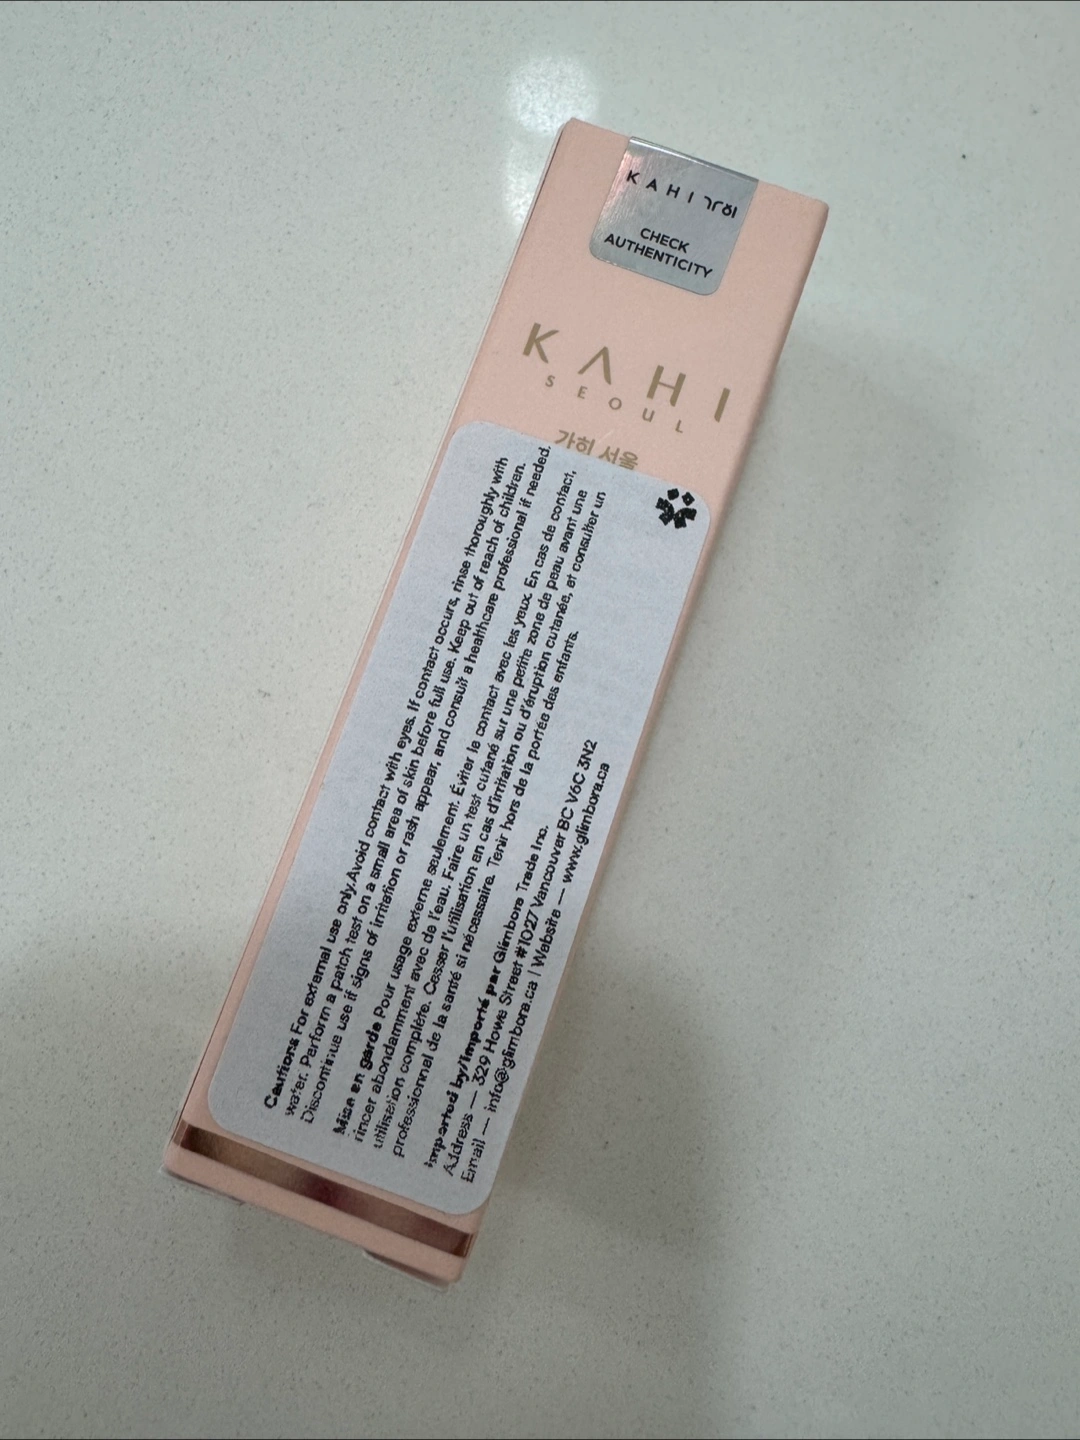 KAHI 가히
CHECK
AUTHENTICITY
KAHI
SEOUL
가히 서울
Cautions For external use only.Avoid contact with eyes. If contact occurs, rinse thoroughly with
water. Perform a patch test on a small area of skin before full use. Keep out of reach of children.
Discontinue use if signs of irritation or rash appear, and consult a healthcare professional if needed.
Mise en garde Pour usage externe seulement. Éviter le contact avec les yeux. En cas de contact,
rincer abondamment avec de l'eau. Faire un test cutané sur une petite zone de peau avant une
utilisation complète. Cesser l'utilisation en cas d'irritation ou d'éruption cutanée, et consulter un
professionnel de la santé si nécessaire. Tenir hors de la portée des enfants.
Imported by/Importé par Glimbora Trade Inc.
Address — 329 Howe Street #1027 Vancouver BC V6C 3N2
Email — info@glimbora.ca | Website — www.glimbora.ca